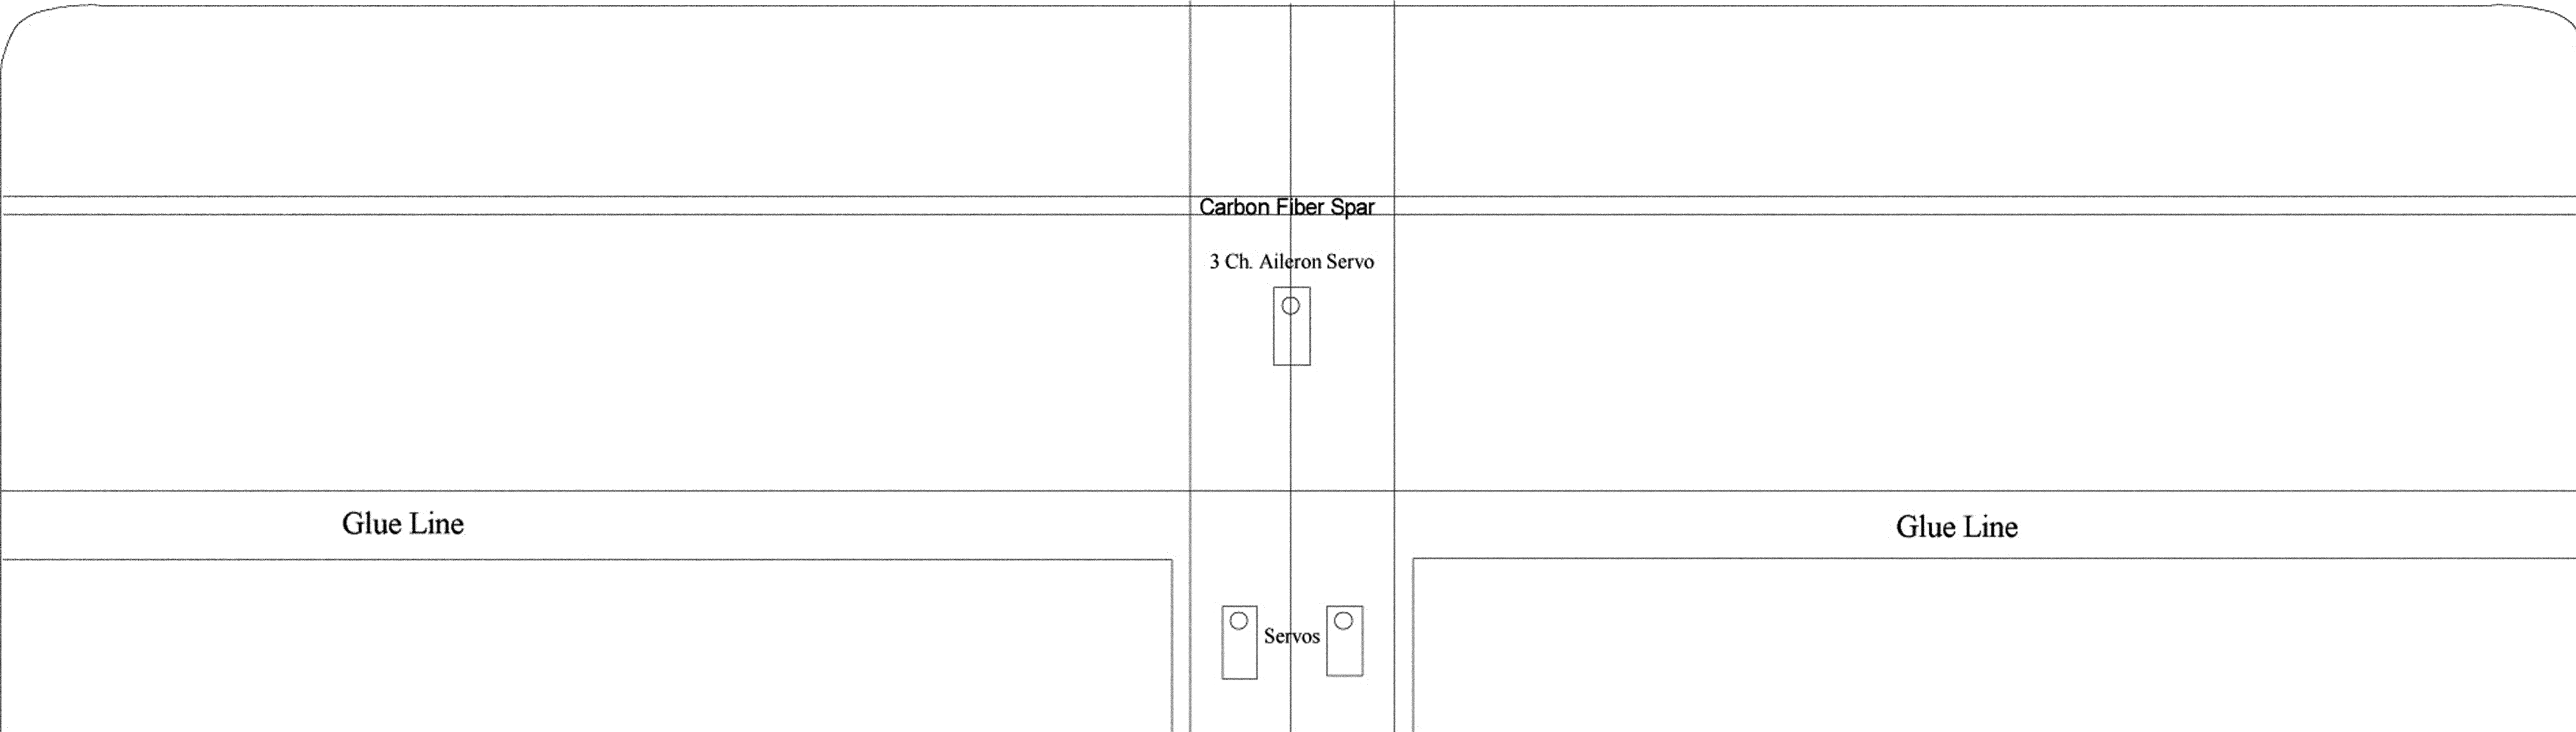 Carbon Fiber Spar
3 Ch. Aileron Servo
Glue Line
Glue Line
Servos